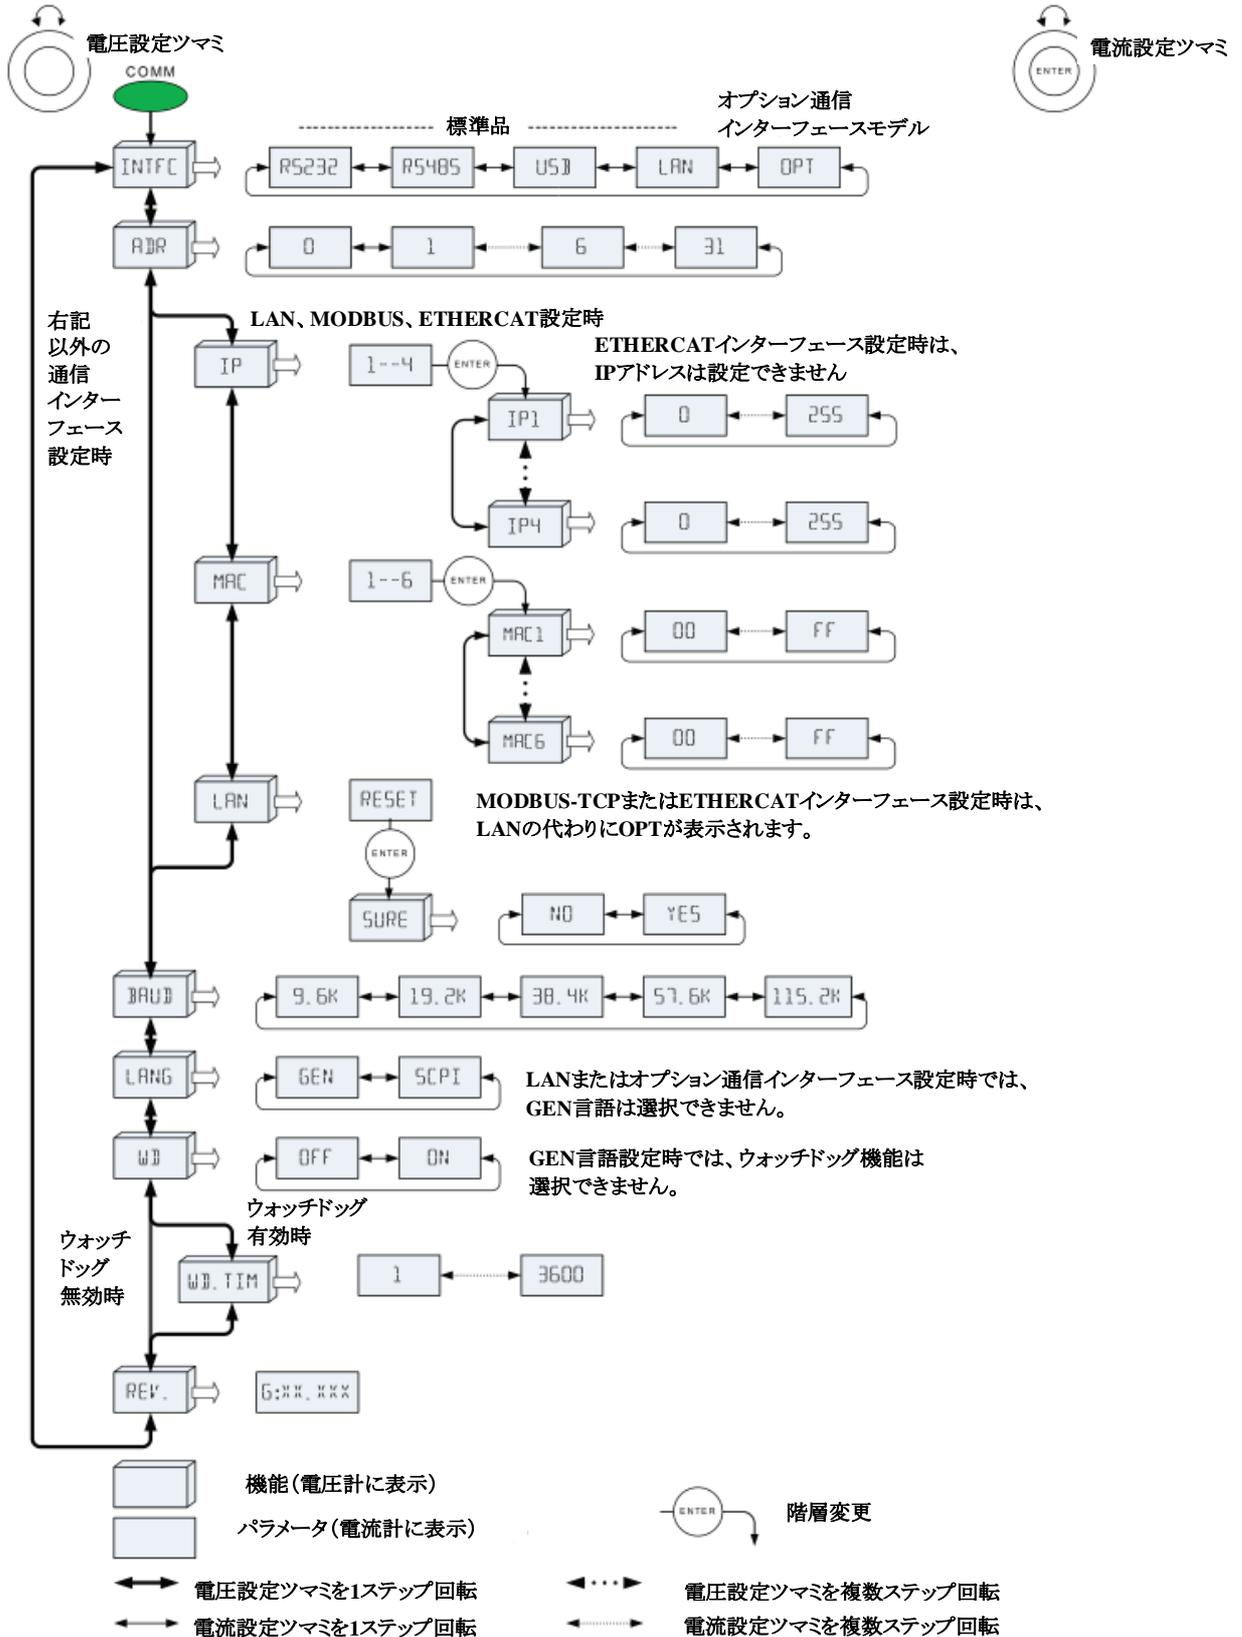 電圧設定ツマミ
ENTER
電流設定ツマミ
COMM
オプション通信
---------------- 標準品 ----------------- インターフェースモデル
INTFC RS232 RS485 USB LAN OPT
ADR 0 1 6 31
右記
以外の
通信
インター
フェース
設定時
LAN、MODBUS、ETHERCAT設定時
IP 1--4 ENTER
ETHERCATインターフェース設定時は、
IPアドレスは設定できません
IP1 0 255
IP4 0 255
MAC 1--6 ENTER
MAC1 00 FF
MAC6 00 FF
LAN RESET
MODBUS-TCPまたはETHERCATインターフェース設定時は、
LANの代わりにOPTが表示されます。
ENTER
SURE NO YES
BAUD 9.6K 19.2K 38.4K 57.6K 115.2K
LANG GEN SCPI
LANまたはオプション通信インターフェース設定時では、
GEN言語は選択できません。
WD OFF ON
GEN言語設定時では、ウォッチドッグ機能は
選択できません。
ウォッチドッグ
有効時
ウォッチ
ドッグ
無効時
WD.TIM 1 3600
REV. G:XX.XXX
機能（電圧計に表示）
パラメータ（電流計に表示）
ENTER 階層変更
電圧設定ツマミを1ステップ回転
電圧設定ツマミを複数ステップ回転
電流設定ツマミを1ステップ回転
電流設定ツマミを複数ステップ回転